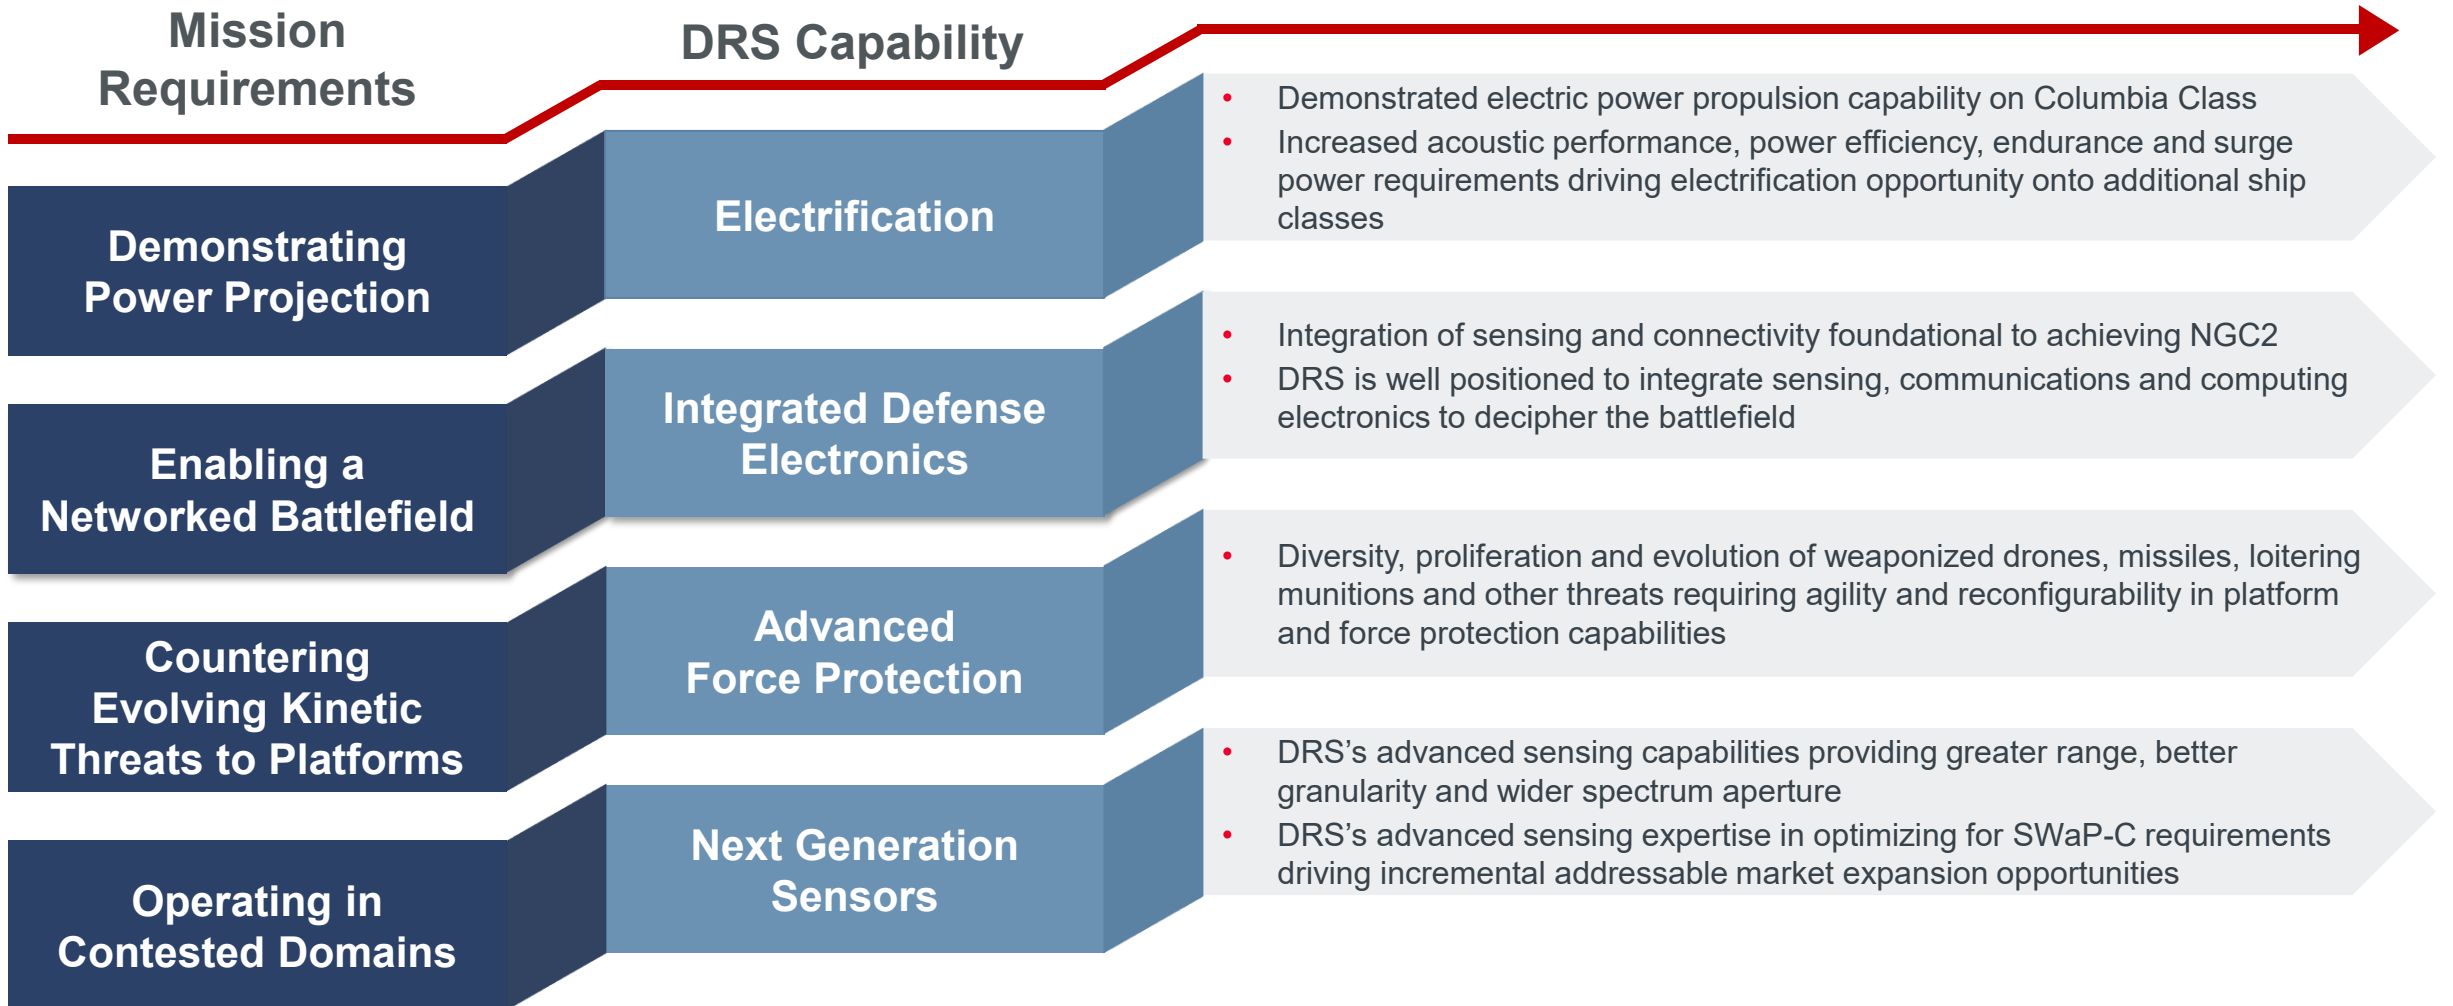 Mission
Requirements
DRS Capability
Demonstrating
Power Projection
Electrification
• Demonstrated electric power propulsion capability on Columbia Class
• Increased acoustic performance, power efficiency, endurance and surge
power requirements driving electrification opportunity onto additional ship
classes
Enabling a
Networked Battlefield
Integrated Defense
Electronics
• Integration of sensing and connectivity foundational to achieving NGC2
• DRS is well positioned to integrate sensing, communications and computing
electronics to decipher the battlefield
Countering
Evolving Kinetic
Threats to Platforms
Advanced
Force Protection
• Diversity, proliferation and evolution of weaponized drones, missiles, loitering
munitions and other threats requiring agility and reconfigurability in platform
and force protection capabilities
Operating in
Contested Domains
Next Generation
Sensors
• DRS’s advanced sensing capabilities providing greater range, better
granularity and wider spectrum aperture
• DRS’s advanced sensing expertise in optimizing for SWaP-C requirements
driving incremental addressable market expansion opportunities